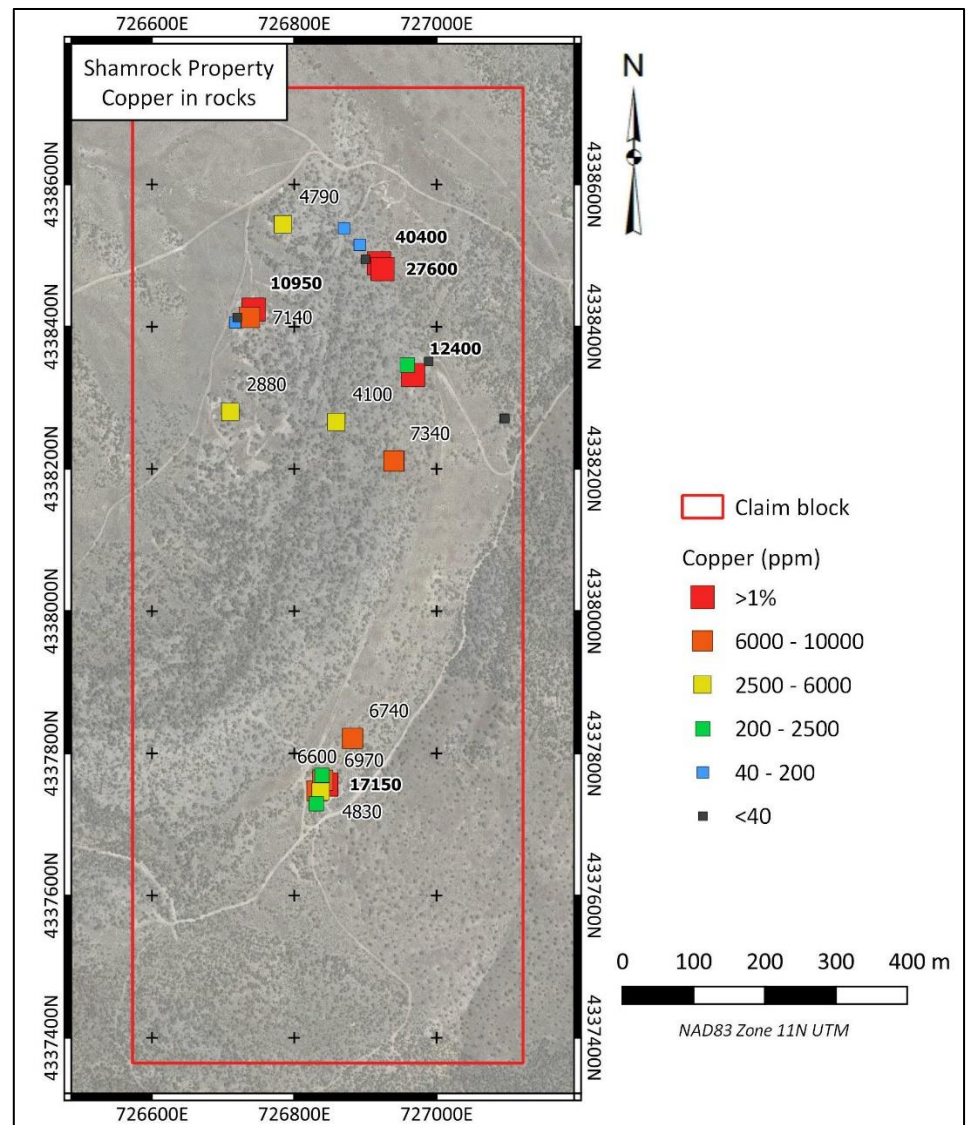 726600E 726800E 727000E
Shamrock Property
Copper in rocks
N
4338600N
4338400N
4338200N
4338000N
4337800N
4337600N
4337400N
4338600N
4338400N
4338200N
4338000N
4337800N
4337600N
4337400N
4790
40400
27600
10950
7140
12400
2880
4100
7340
6740
6600 6970
17150
4830
Claim block
Copper (ppm)
>1%
6000 - 10000
2500 - 6000
200 - 2500
40 - 200
<40
0 100 200 300 400 m
NAD83 Zone 11N UTM
726600E 726800E 727000E